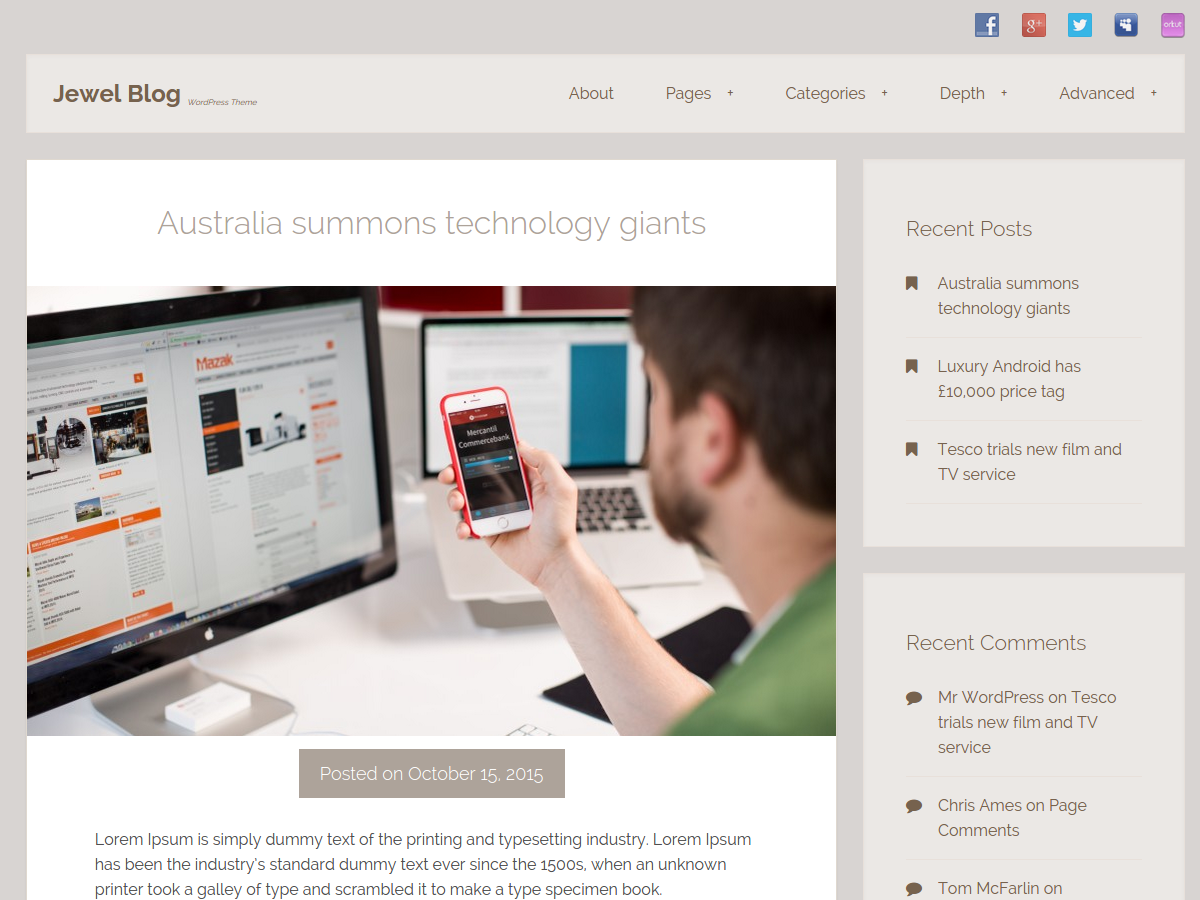 orkut
Jewel Blog WordPress Theme
About Pages + Categories + Depth + Advanced +
Australia summons technology giants
Mazak
Mercantil
Commercebank
Posted on October 15, 2015
Lorem Ipsum is simply dummy text of the printing and typesetting industry. Lorem Ipsum
has been the industry's standard dummy text ever since the 1500s, when an unknown
printer took a galley of type and scrambled it to make a type specimen book.
Recent Posts
Australia summons
technology giants
Luxury Android has
£10,000 price tag
Tesco trials new film and
TV service
Recent Comments
Mr WordPress on Tesco
trials new film and TV
service
Chris Ames on Page
Comments
Tom McFarlin on